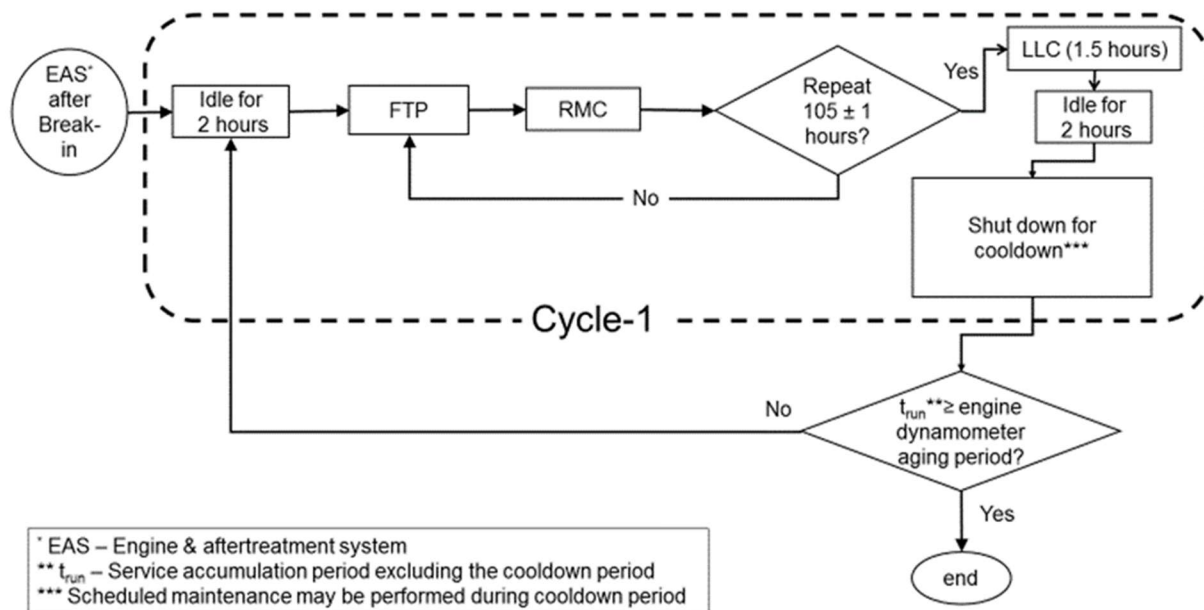 EAS*
after
Break-
in
Idle for
2 hours
FTP
RMC
Repeat
105 ± 1
hours?
Yes
No
LLC (1.5 hours)
Idle for
2 hours
Shut down for
cooldown***
Cycle-1
t_run**≥ engine
dynamometer
aging period?
No
Yes
end
* EAS – Engine & aftertreatment system
** t_run – Service accumulation period excluding the cooldown period
*** Scheduled maintenance may be performed during cooldown period